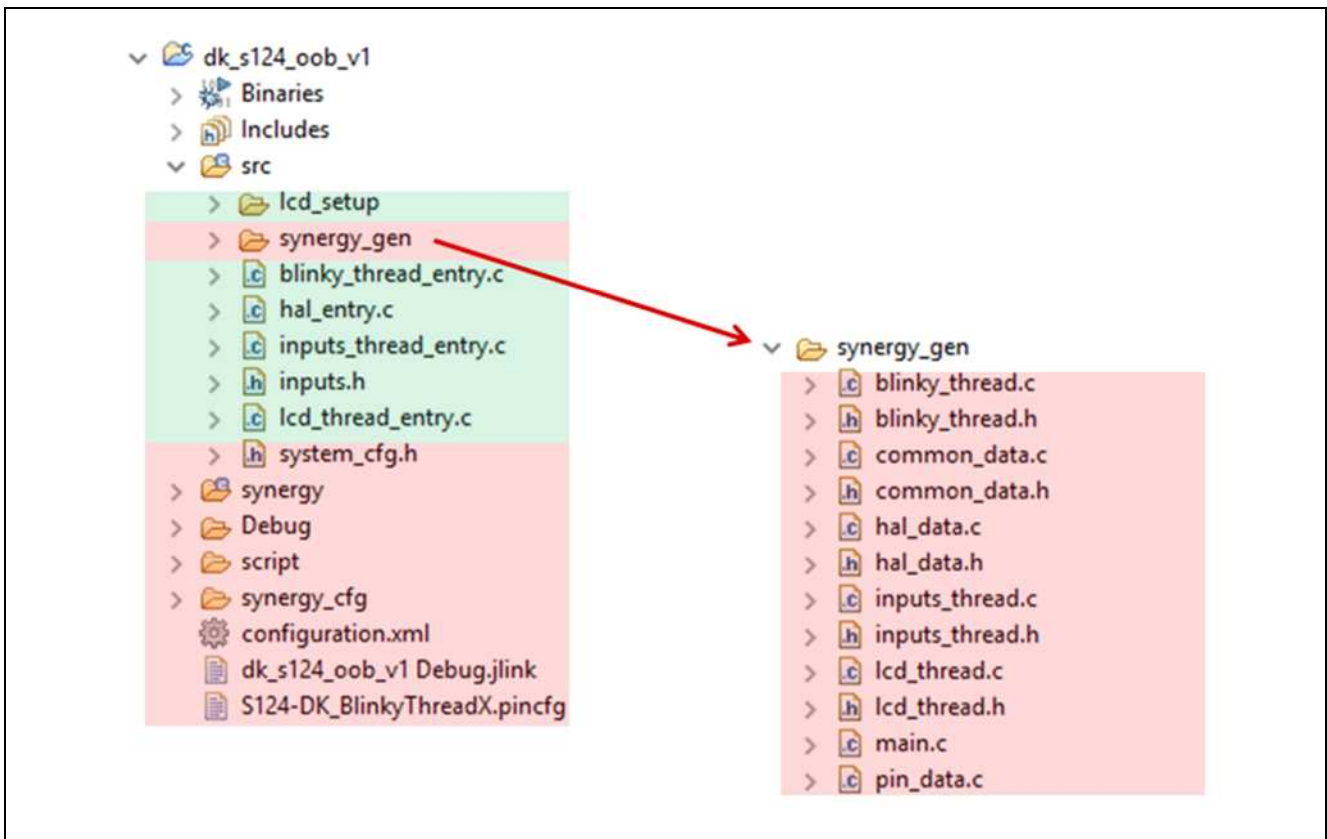 dk_s124_oob_v1
Binaries
Includes
src
lcd_setup
synergy_gen
blinky_thread_entry.c
hal_entry.c
inputs_thread_entry.c
inputs.h
lcd_thread_entry.c
system_cfg.h
synergy
Debug
script
synergy_cfg
configuration.xml
dk_s124_oob_v1 Debug.jlink
S124-DK_BlinkyThreadX.pincfg
synergy_gen
blinky_thread.c
blinky_thread.h
common_data.c
common_data.h
hal_data.c
hal_data.h
inputs_thread.c
inputs_thread.h
lcd_thread.c
lcd_thread.h
main.c
pin_data.c